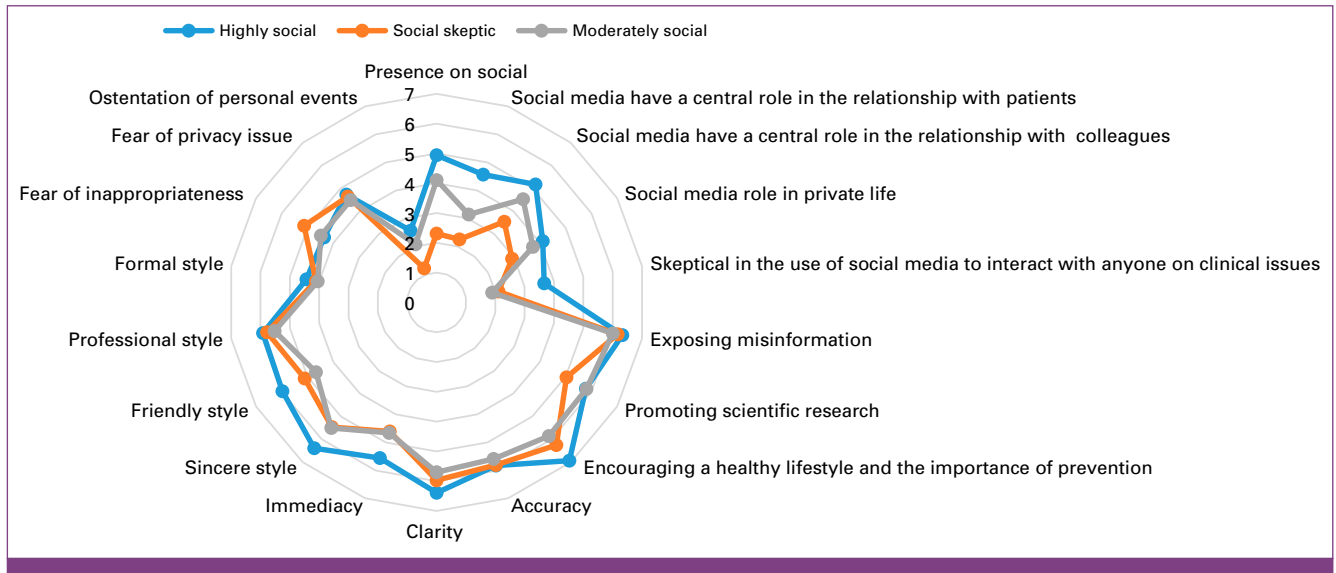 Highly social
Social skeptic
Moderately social
Presence on social
Social media have a central role in the relationship with patients
Social media have a central role in the relationship with colleagues
Social media role in private life
Skeptical in the use of social media to interact with anyone on clinical issues
Exposing misinformation
Promoting scientific research
Encouraging a healthy lifestyle and the importance of prevention
Accuracy
Clarity
Immediacy
Sincere style
Friendly style
Professional style
Formal style
Fear of inappropriateness
Fear of privacy issue
Ostentation of personal events
7
6
5
4
3
2
1
0